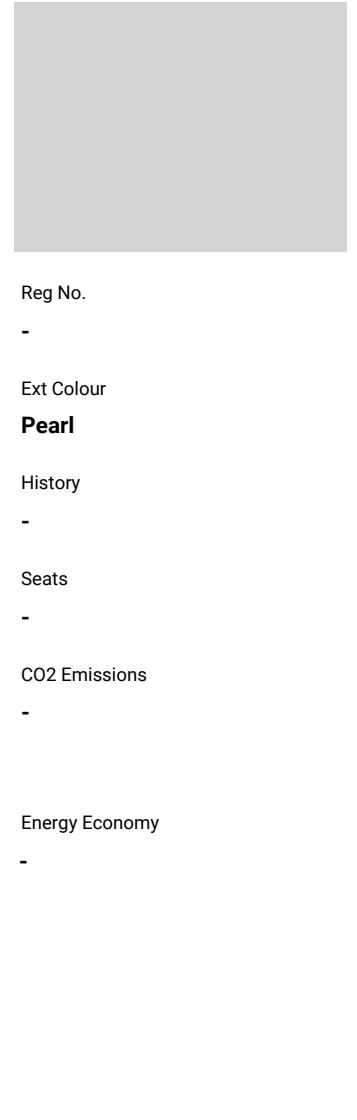 Reg No.
-
Ext Colour
Pearl
History
-
Seats
-
CO2 Emissions
-
Energy Economy
-